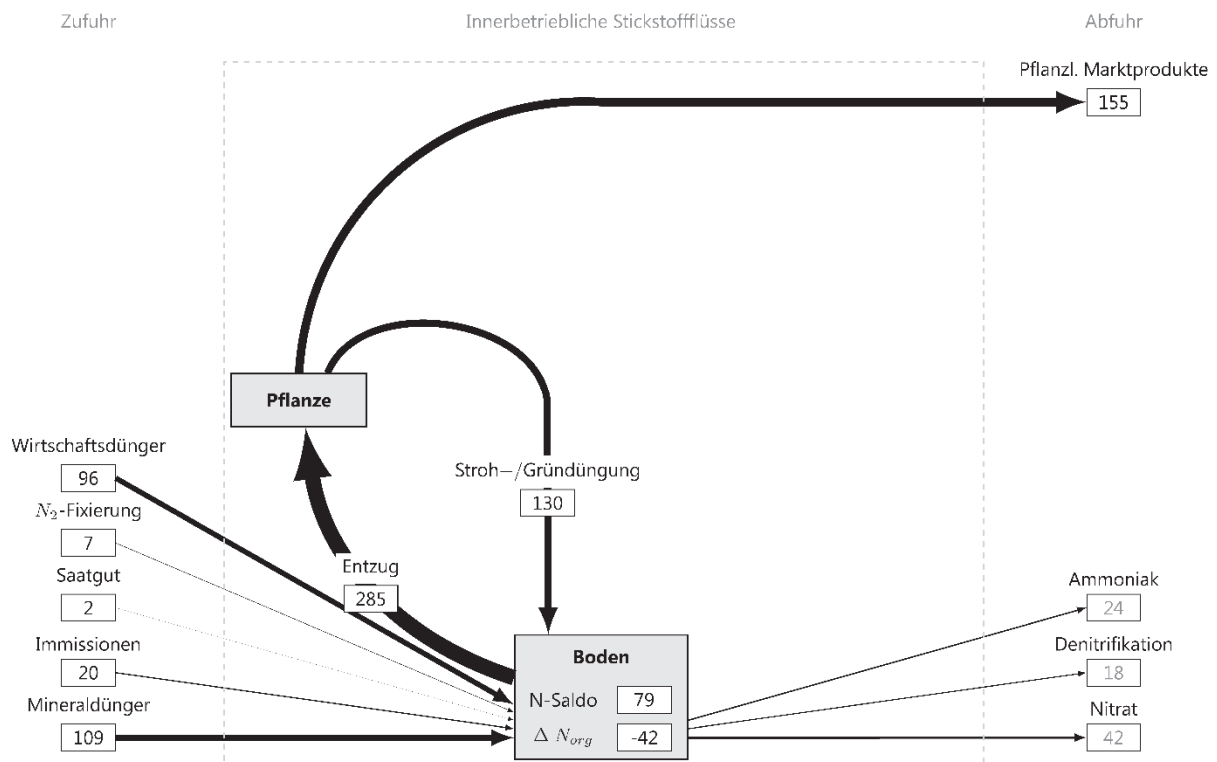 Zufuhr
Innerbetriebliche Stickstoffflüsse
Abfuhr
Pflanzl. Marktprodukte
155
Pflanze
Wirtschaftsdünger
96
N2-Fixierung
7
Saatgut
2
Immissionen
20
Mineraldünger
109
Stroh–/Gründüngung
130
Entzug
285
Boden
N-Saldo 79
Δ Norg -42
Ammoniak
24
Denitrifikation
18
Nitrat
42